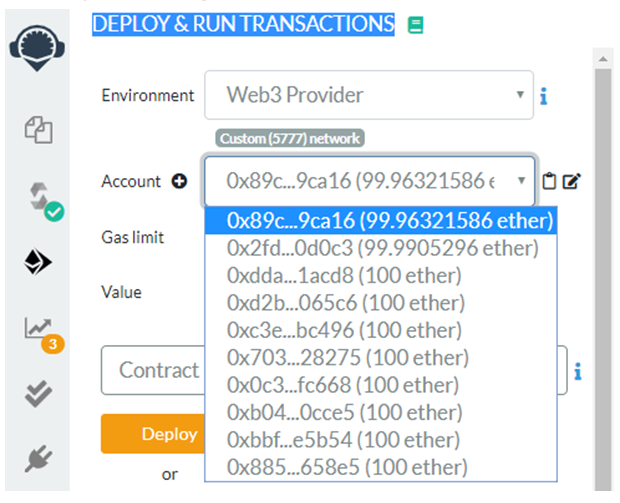 DEPLOY & RUN TRANSACTIONS
Environment Web3 Provider
Custom (5777) network
Account 0x89c...9ca16 (99.96321586 e
0x89c...9ca16 (99.96321586 ether)
0x2fd...0d0c3 (99.9905296 ether)
Gas limit
0xdda...1acd8 (100 ether)
Value
0xd2b...065c6 (100 ether)
0xc3e...bc496 (100 ether)
3
0x703...28275 (100 ether)
Contract
0x0c3...fc668 (100 ether)
0xb04...0cce5 (100 ether)
Deploy
0xbbf...e5b54 (100 ether)
or
0x885...658e5 (100 ether)